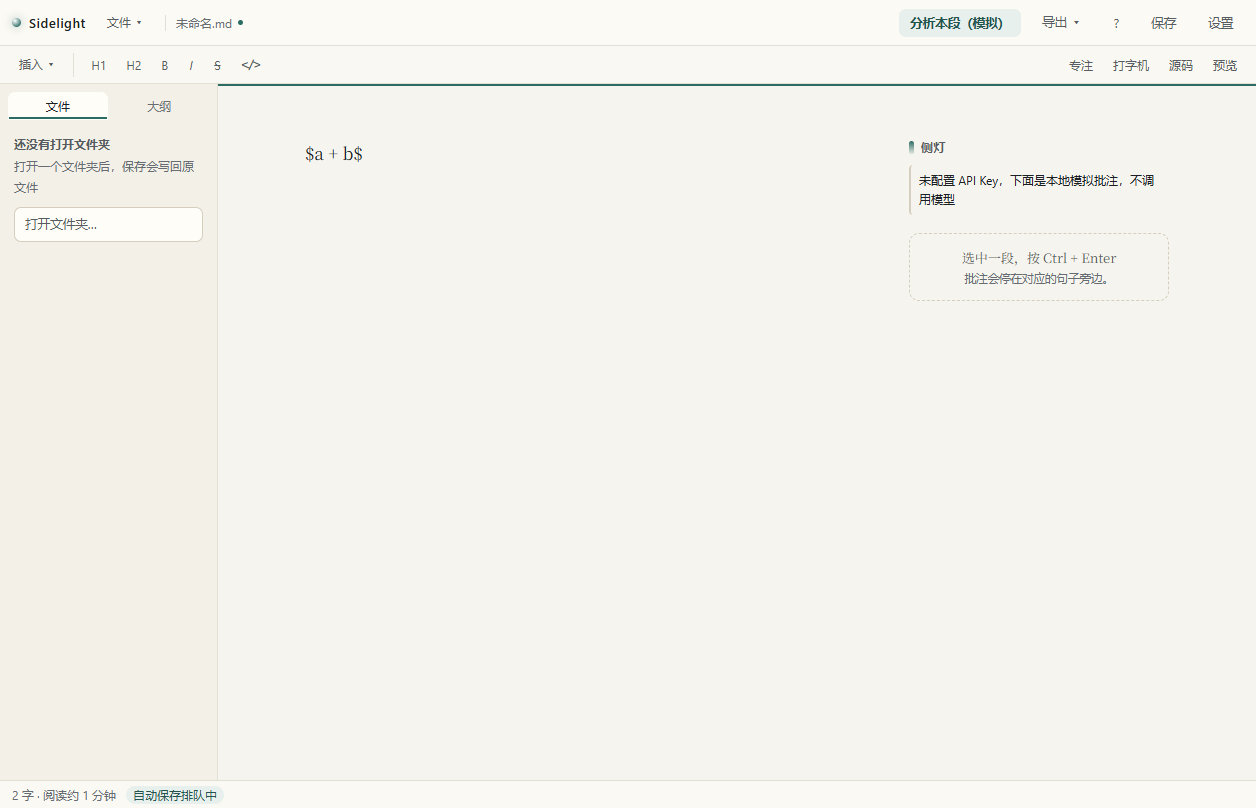 Sidelight 文件 ▾ 未命名.md • 分析本段（模拟） 导出 ▾ ? 保存 设置
插入 ▾ H1 H2 B I S </> 专注 打字机 源码 预览
文件 大纲
还没有打开文件夹
打开一个文件夹后，保存会写回原
文件
打开文件夹...
$a + b$
侧灯
未配置 API Key，下面是本地模拟批注，不调
用模型
选中一段，按 Ctrl + Enter
批注会停在对应的句子旁边。
2 字 · 阅读约 1 分钟 自动保存排队中